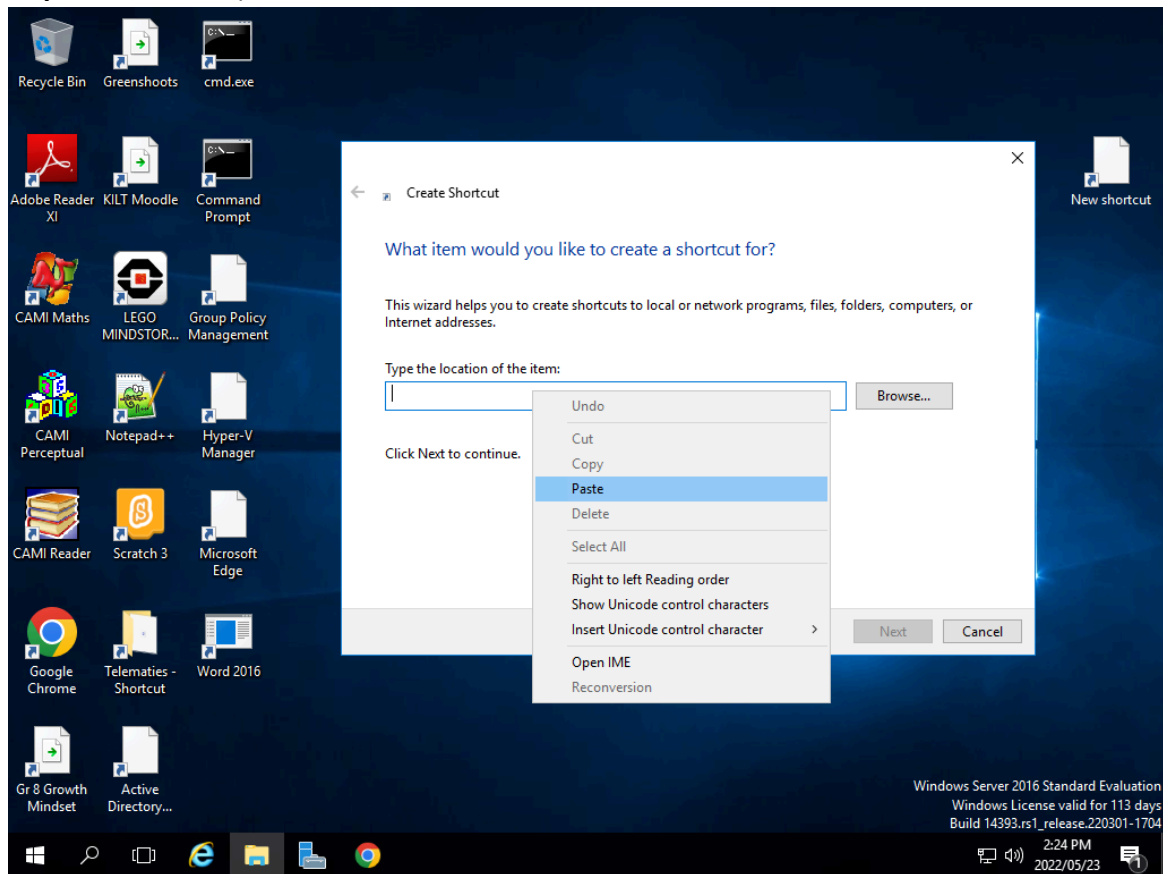 Recycle Bin
Greenshoots
C:\_
cmd.exe
Adobe Reader
XI
KILT Moodle
C:\_
Command
Prompt
CAMI Maths
LEGO
MINDSTOR...
Group Policy
Management
CAMI
Perceptual
Notepad++
Hyper-V
Manager
CAMI Reader
Scratch 3
Microsoft
Edge
Google
Chrome
Telematies -
Shortcut
Word 2016
Gr 8 Growth
Mindset
Active
Directory...
New shortcut
Create Shortcut
What item would you like to create a shortcut for?
This wizard helps you to create shortcuts to local or network programs, files, folders, computers, or
Internet addresses.
Type the location of the item:
Browse...
Click Next to continue.
Undo
Cut
Copy
Paste
Delete
Select All
Right to left Reading order
Show Unicode control characters
Insert Unicode control character
Open IME
Reconversion
Next
Cancel
Windows Server 2016 Standard Evaluation
Windows License valid for 113 days
Build 14393.rs1_release.220301-1704
2:24 PM
2022/05/23
1